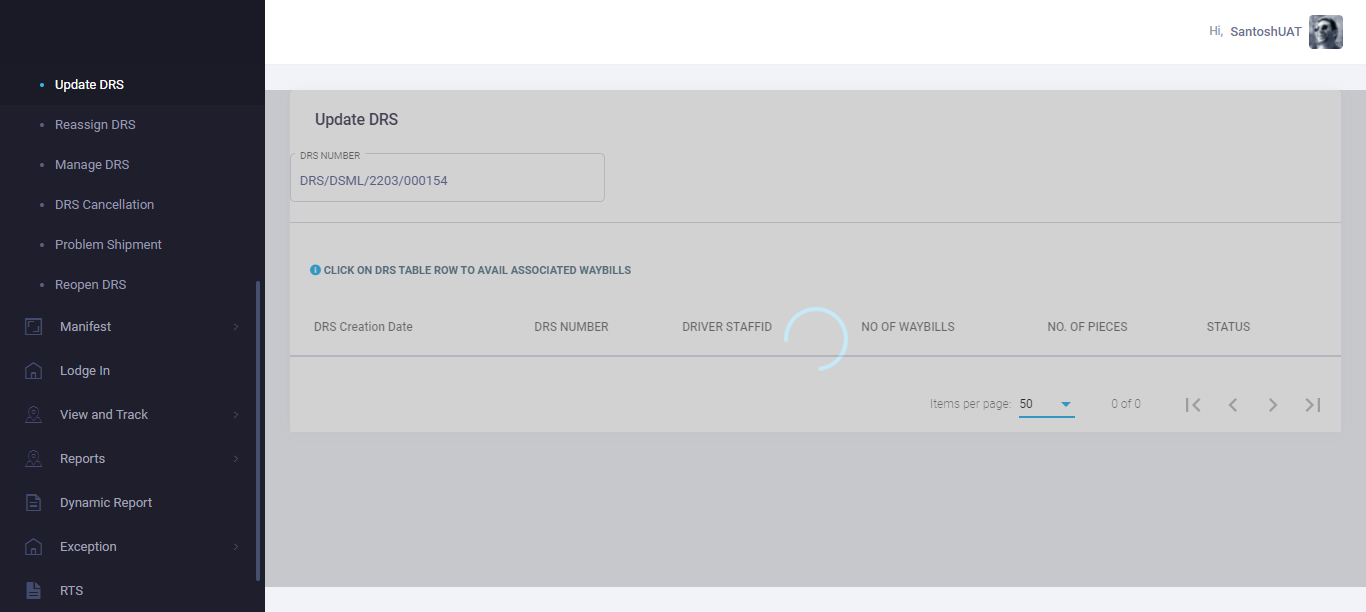 Hi, SantoshUAT
Update DRS
Reassign DRS
Manage DRS
DRS Cancellation
Problem Shipment
Reopen DRS
Manifest
Lodge In
View and Track
Reports
Dynamic Report
Exception
RTS
Update DRS
DRS NUMBER
DRS/DSML/2203/000154
CLICK ON DRS TABLE ROW TO AVAIL ASSOCIATED WAYBILLS
DRS Creation Date DRS NUMBER DRIVER STAFFID NO OF WAYBILLS NO. OF PIECES STATUS
Items per page: 50 0 of 0